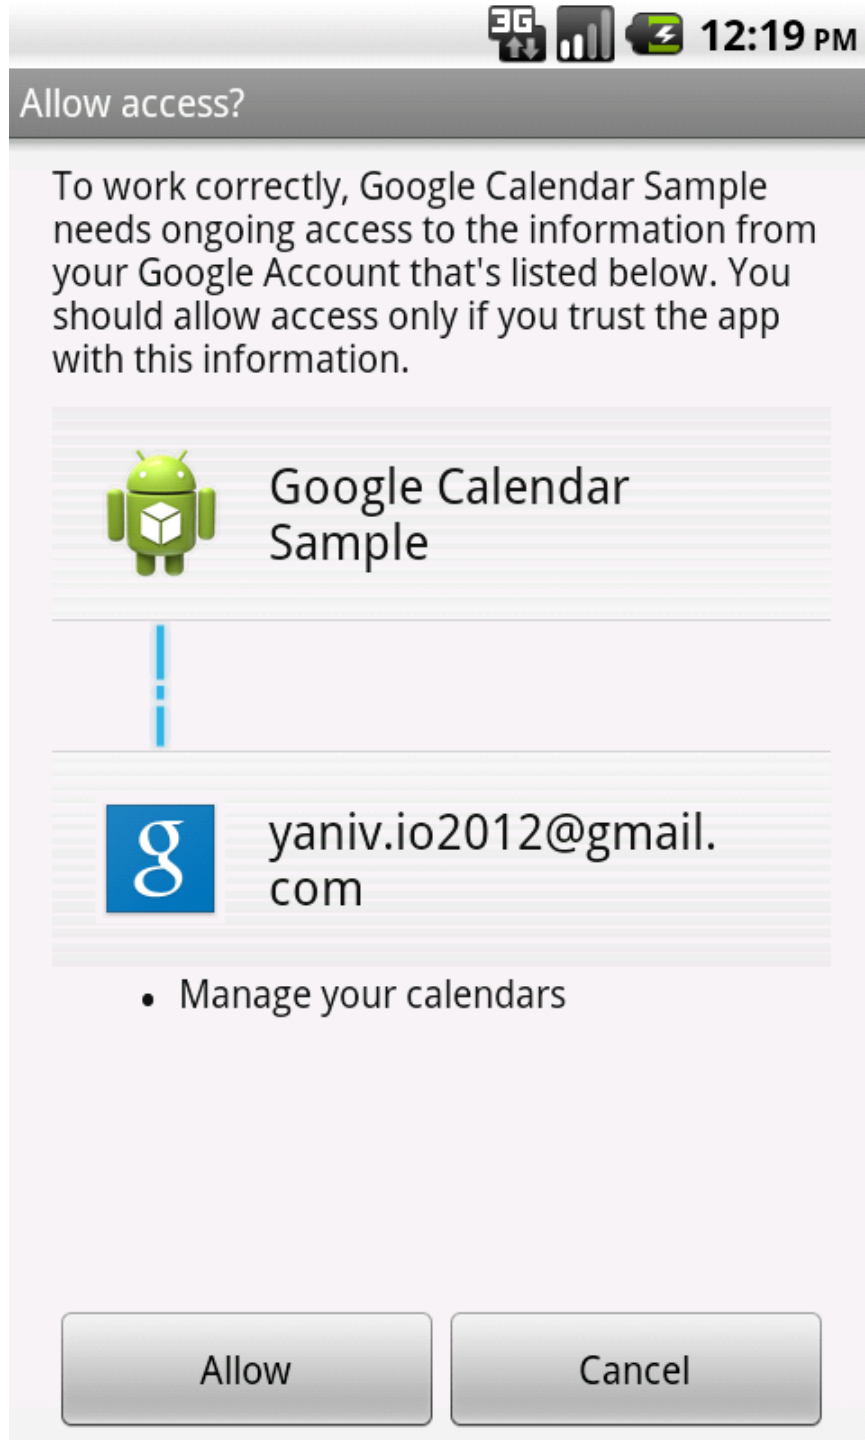 3G
12:19 PM
Allow access?
To work correctly, Google Calendar Sample
needs ongoing access to the information from
your Google Account that's listed below. You
should allow access only if you trust the app
with this information.
Google Calendar
Sample
g
yaniv.io2012@gmail.
com
• Manage your calendars
Allow
Cancel